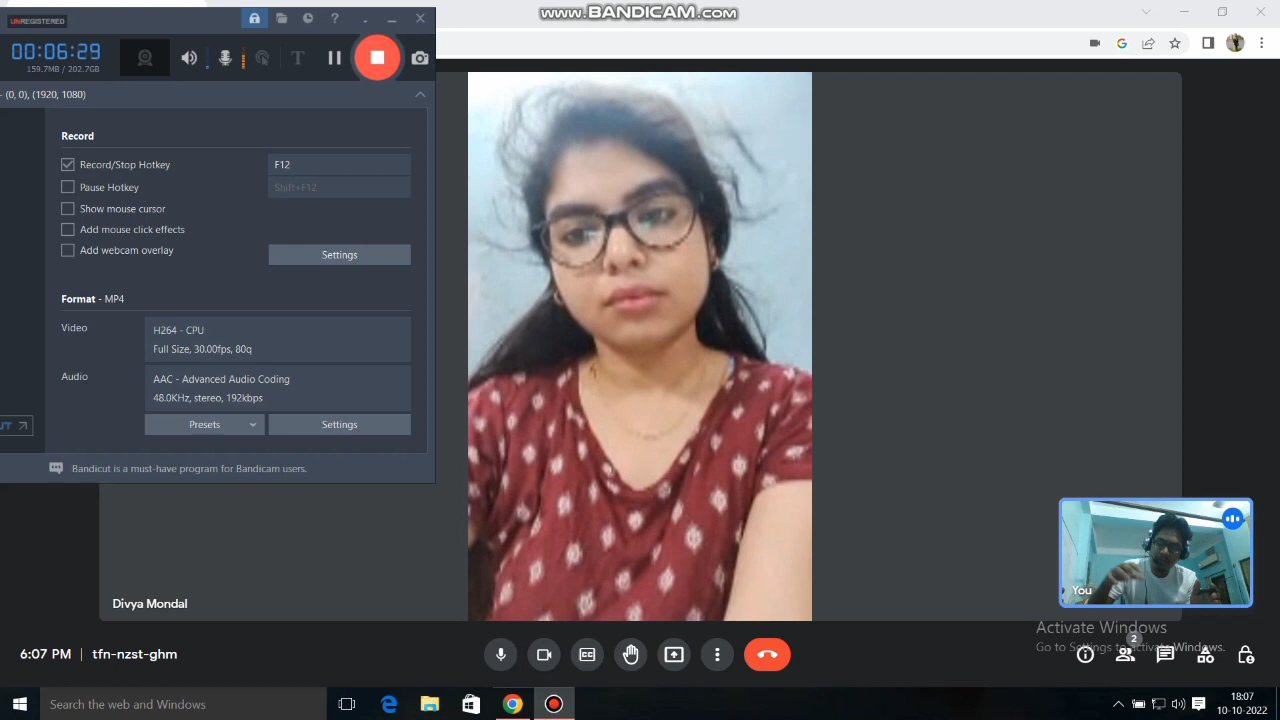 www.BANDICAM.com
UNREGISTERED
00:06:29
159.7MB / 202.7GB
- (0, 0), (1920, 1080)
Record
Record/Stop Hotkey
F12
Pause Hotkey
Shift+F12
Show mouse cursor
Add mouse click effects
Add webcam overlay
Settings
Format - MP4
Video
H264 - CPU
Full Size, 30.00fps, 80q
Audio
AAC - Advanced Audio Coding
48.0KHz, stereo, 192kbps
Presets
Settings
UT
Bandicut is a must-have program for Bandicam users.
Divya Mondal
You
6:07 PM | tfn-nzst-ghm
2
Activate Windows
Go to Settings to activate Windows.
Search the web and Windows
18:07
10-10-2022